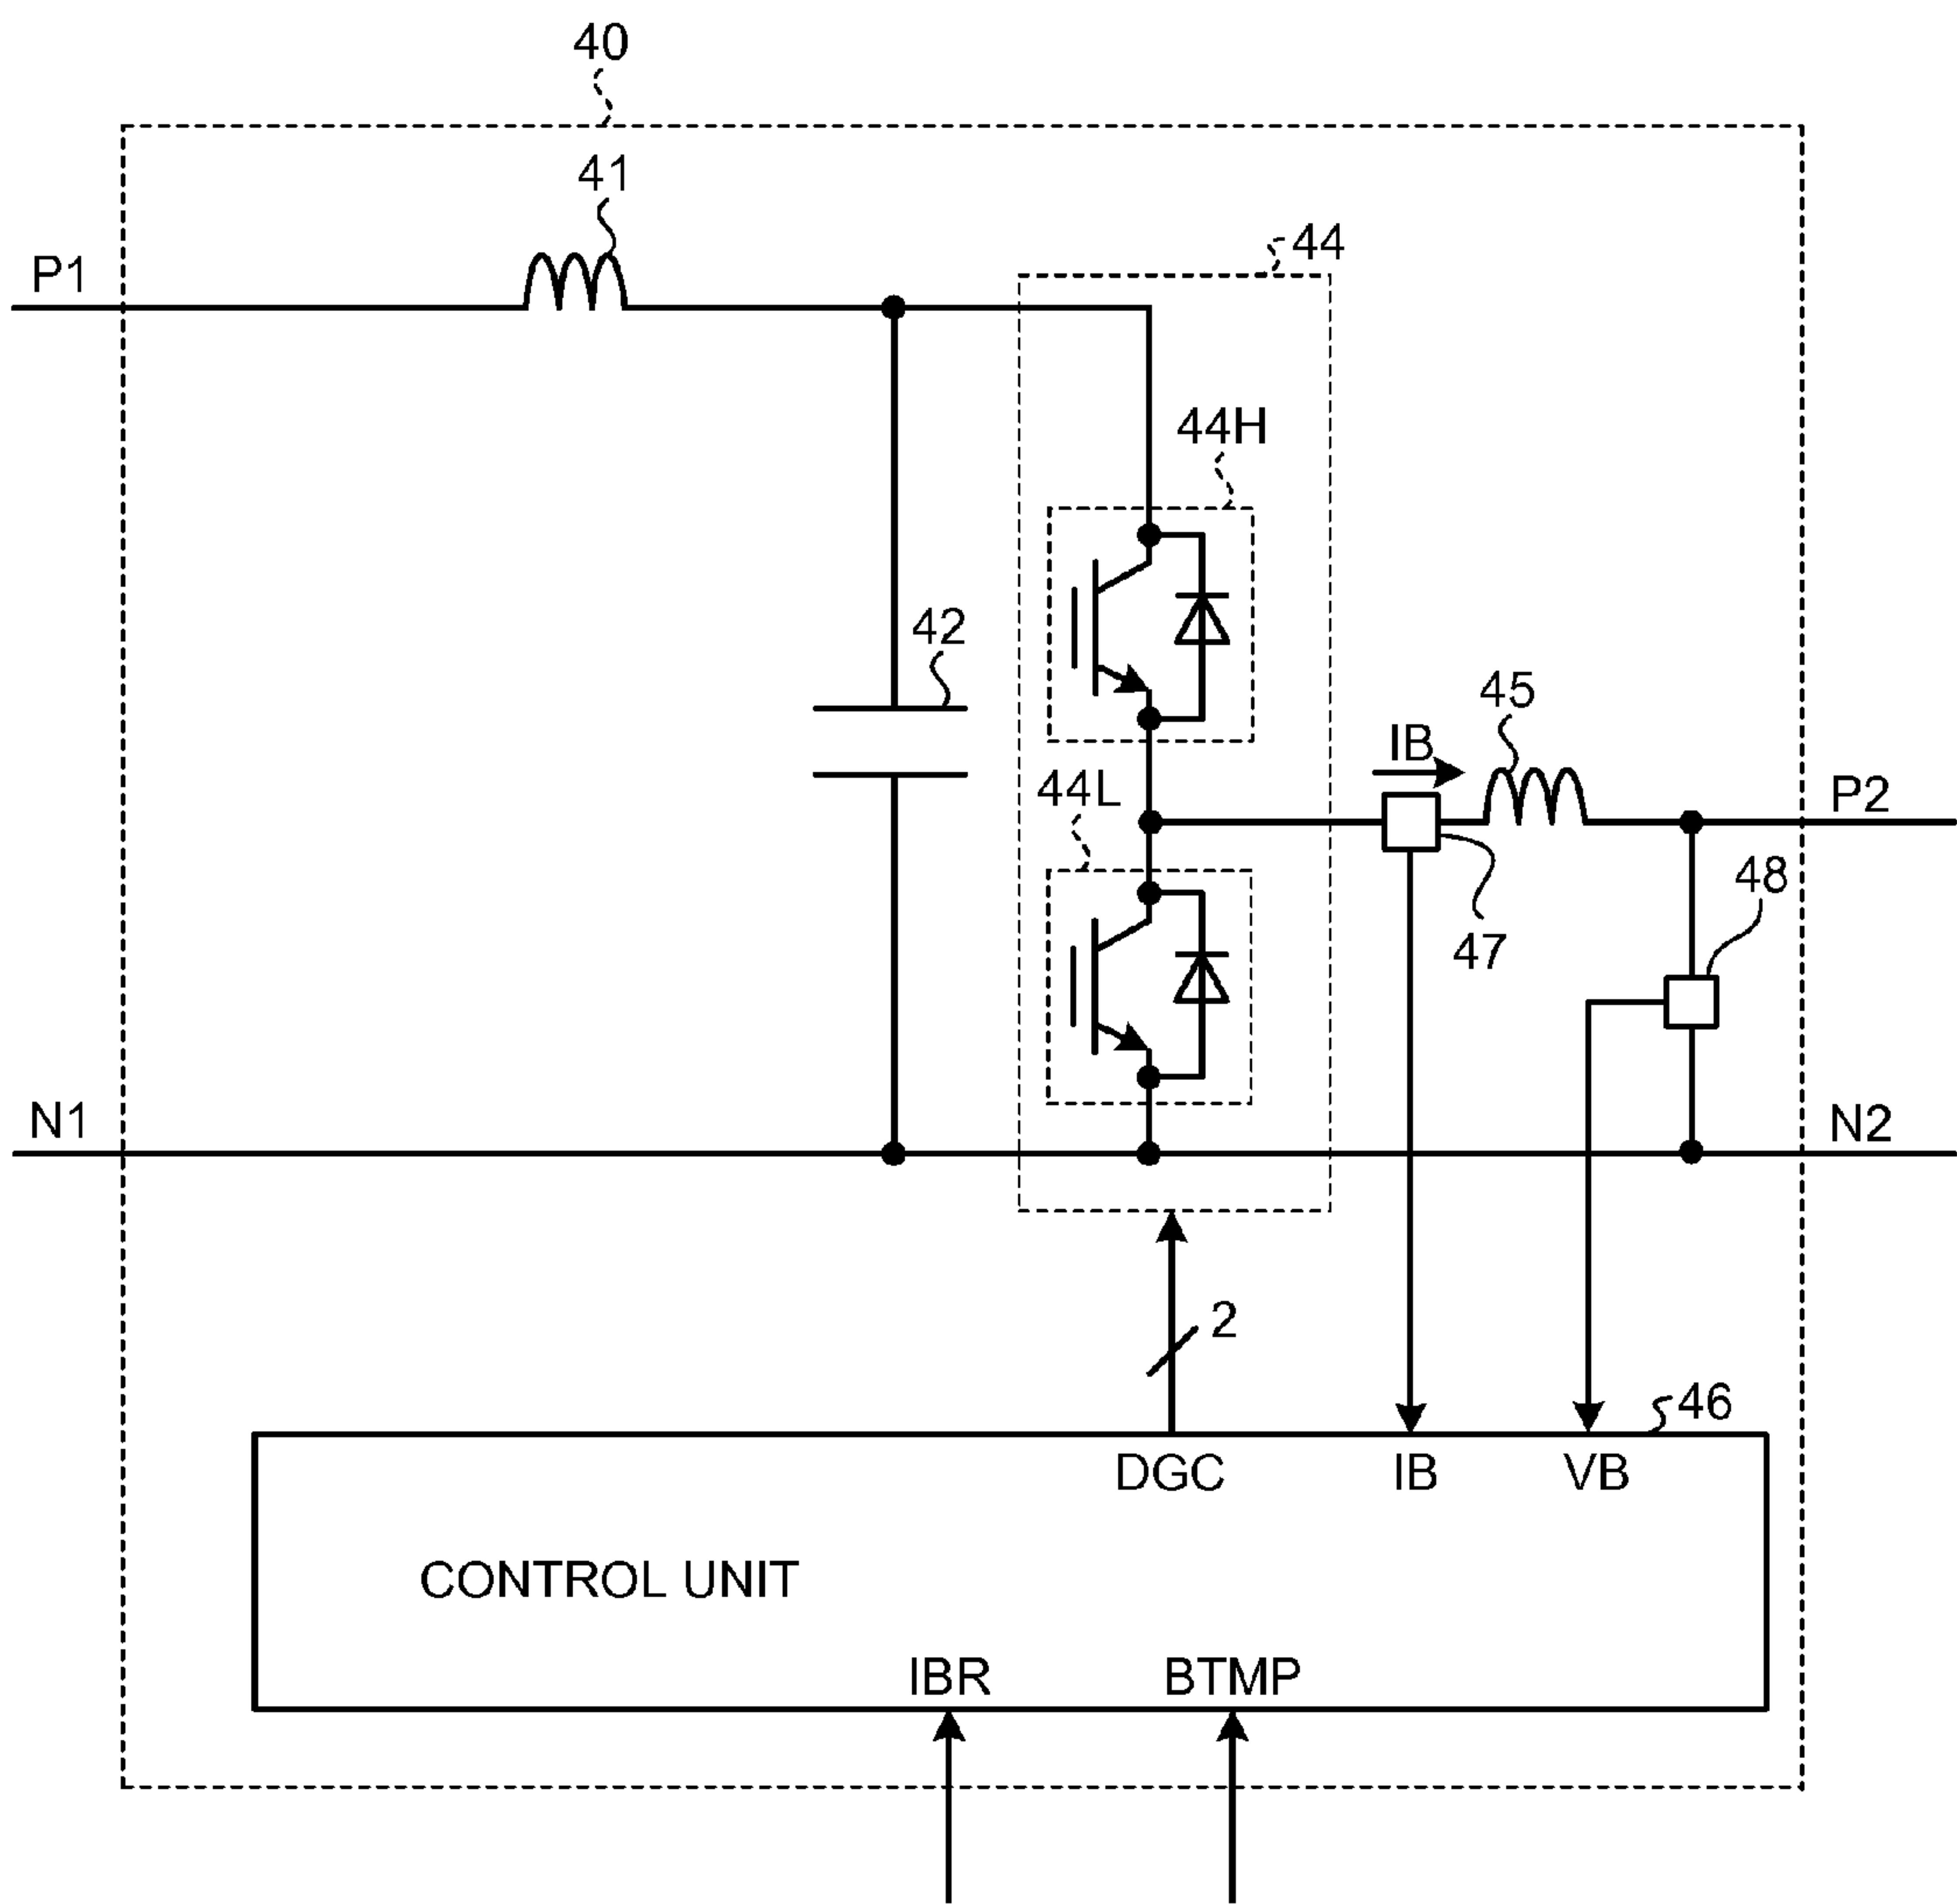 40
41
44
P1
44H
42
45
IB
44L
P2
48
47
N1
N2
2
46
DGC IB VB
CONTROL UNIT
IBR BTMP